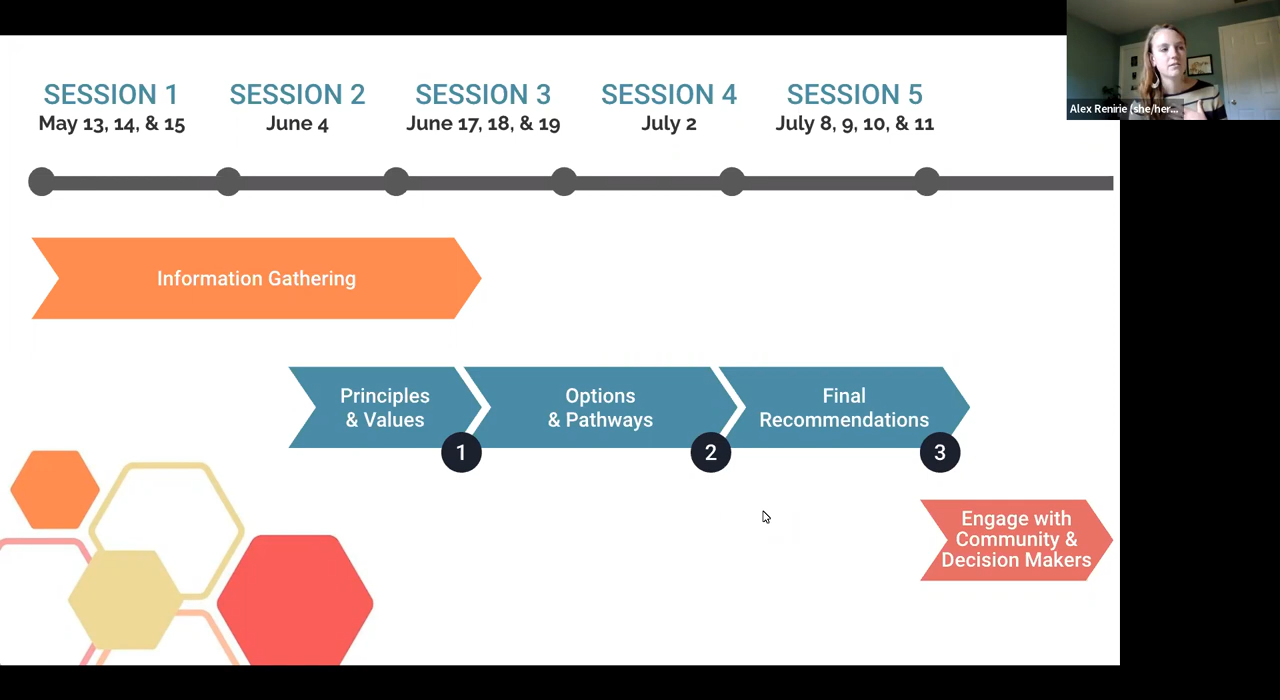 SESSION 1
May 13, 14, & 15
SESSION 2
June 4
SESSION 3
June 17, 18, & 19
SESSION 4
July 2
SESSION 5
July 8, 9, 10, & 11
Alex Renirie (she/her...
Information Gathering
Principles
& Values
1
Options
& Pathways
2
Final
Recommendations
3
Engage with
Community &
Decision Makers